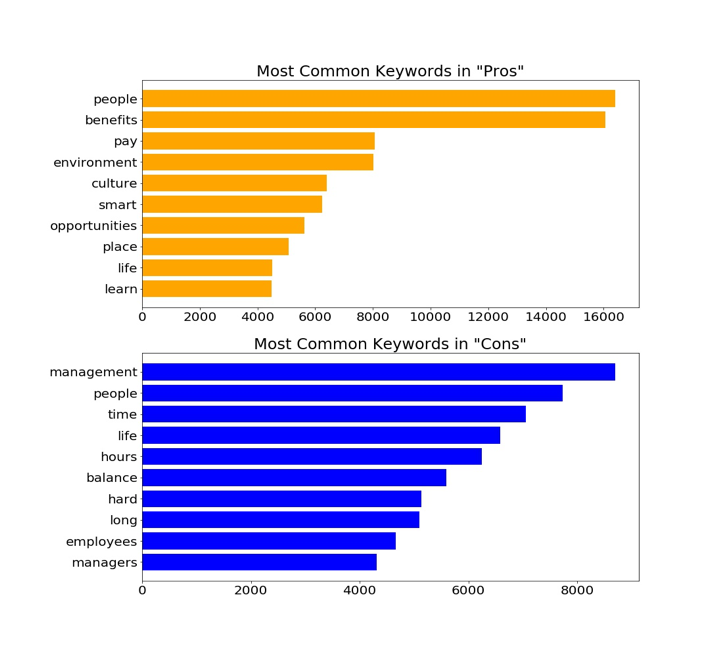 Most Common Keywords in "Pros"
people
benefits
pay
environment
culture
smart
opportunities
place
life
learn
0 2000 4000 6000 8000 10000 12000 14000 16000
Most Common Keywords in "Cons"
management
people
time
life
hours
balance
hard
long
employees
managers
0 2000 4000 6000 8000